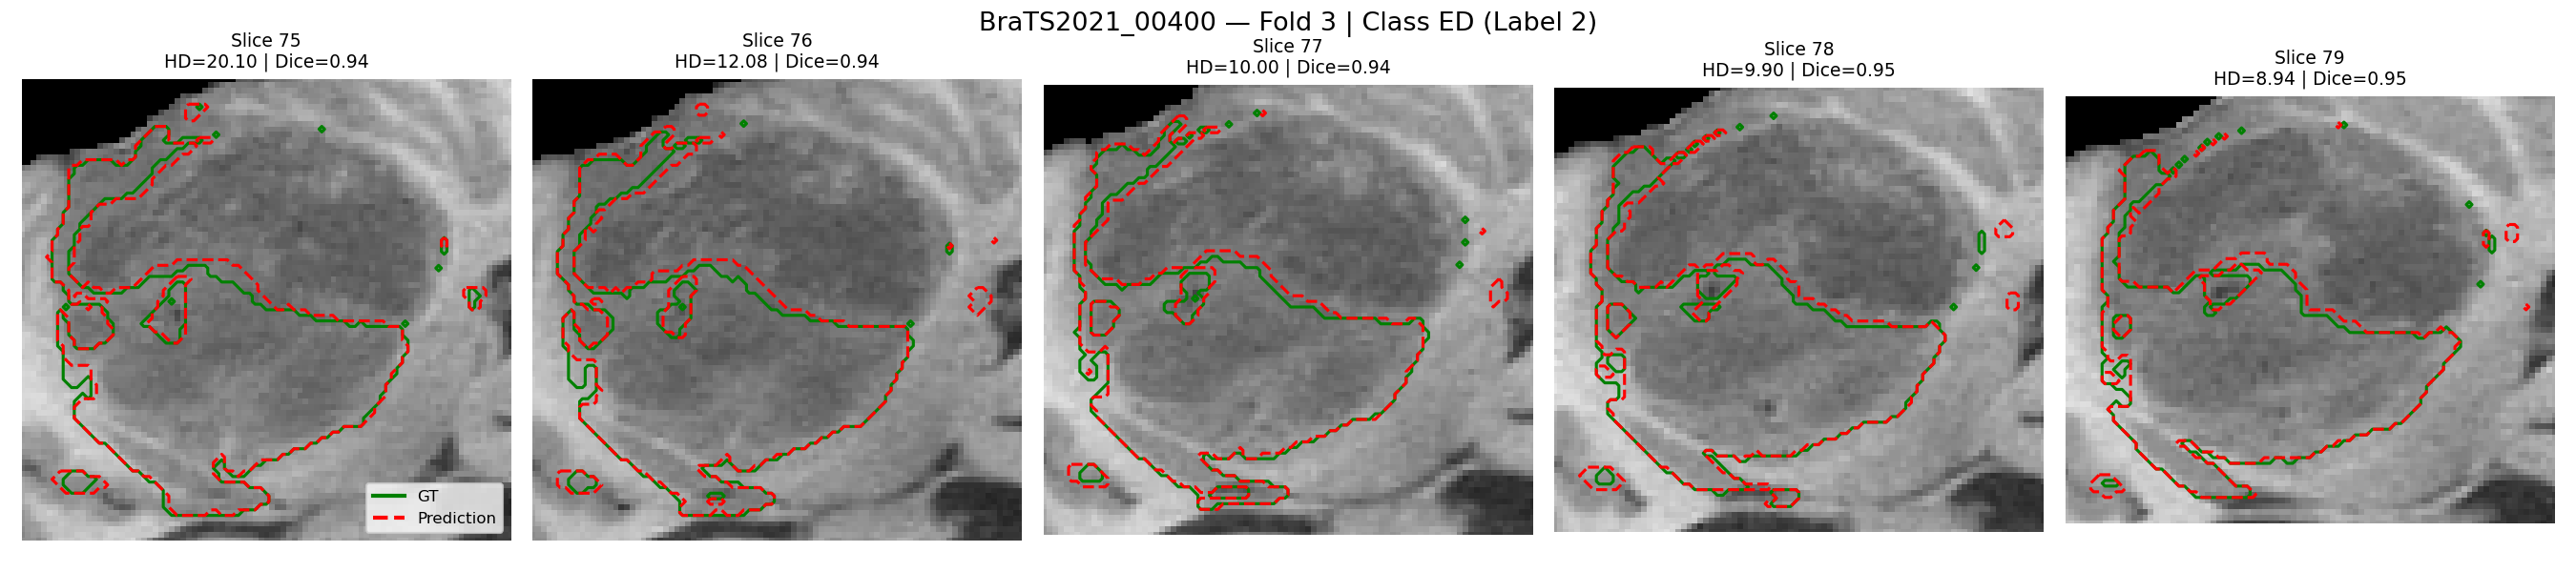 BraTS2021_00400 — Fold 3 | Class ED (Label 2)
Slice 75
HD=20.10 | Dice=0.94
Slice 76
HD=12.08 | Dice=0.94
Slice 77
HD=10.00 | Dice=0.94
Slice 78
HD=9.90 | Dice=0.95
Slice 79
HD=8.94 | Dice=0.95
GT
Prediction